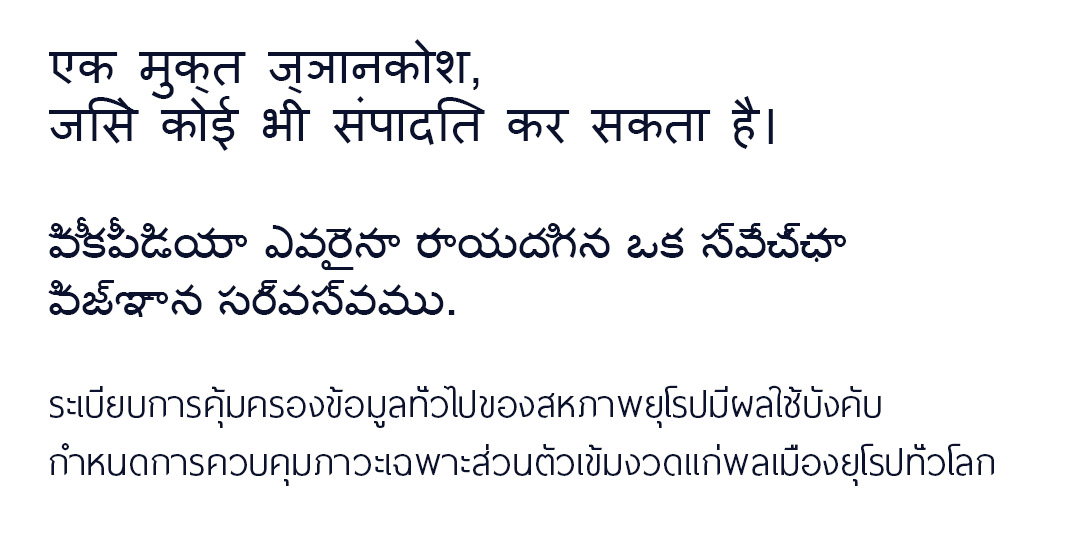 एक मुक्‌त ज्‌ञानकोश,
जिसे कोई भी संपादित कर सकता है।
వికీపీడియా ఎవరైనా రాయదగిన ఒక స్‌వేచ్‌ఛా
విజ్‌ఞాన సర్‌వస్‌వము.
ระเบียบการคุ้มครองข้อมูลทั่วไปของสหภาพยุโรปมีผลใช้บังคับ
กำหนดการควบคุมภาวะเฉพาะส่วนตัวเข้มงวดแก่พลเมืองยุโรปทั่วโลก